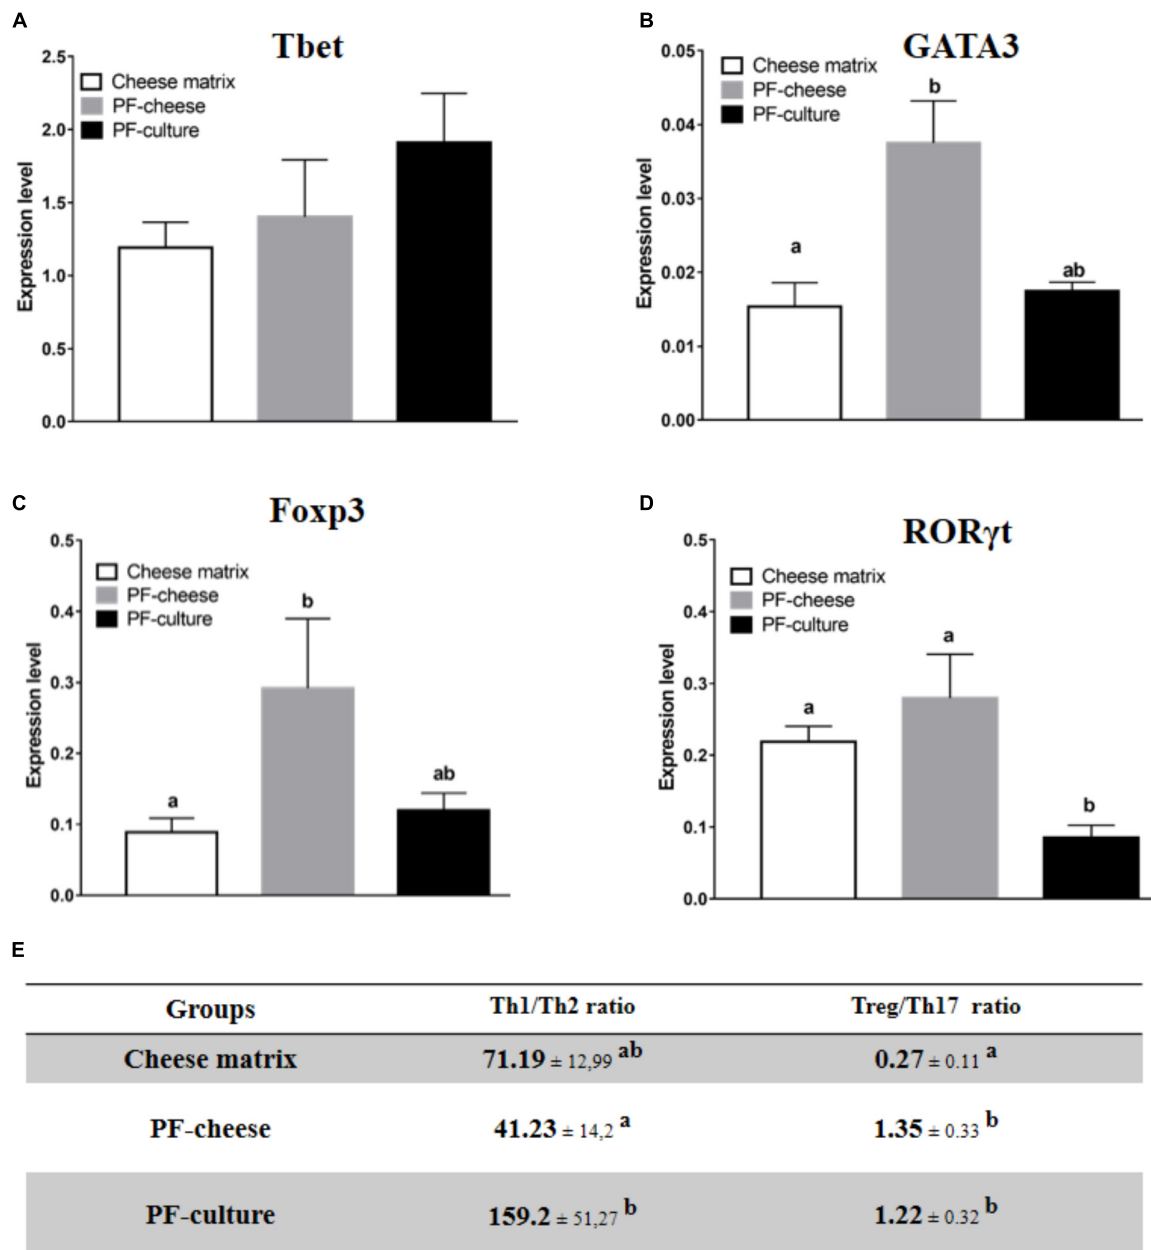 A
Tbet
2.5
2.0
1.5
1.0
0.5
0.0
Expression level
Cheese matrix
PF-cheese
PF-culture
B
GATA3
0.05
0.04
0.03
0.02
0.01
0.00
Expression level
Cheese matrix
PF-cheese
PF-culture
a
b
ab
C
Foxp3
0.5
0.4
0.3
0.2
0.1
0.0
Expression level
Cheese matrix
PF-cheese
PF-culture
a
b
ab
D
RORγt
0.5
0.4
0.3
0.2
0.1
0.0
Expression level
Cheese matrix
PF-cheese
PF-culture
a
a
b
E
Groups Th1/Th2 ratio Treg/Th17 ratio
Cheese matrix 71.19 ± 12,99 ab 0.27 ± 0.11 a
PF-cheese 41.23 ± 14,2 a 1.35 ± 0.33 b
PF-culture 159.2 ± 51,27 b 1.22 ± 0.32 b